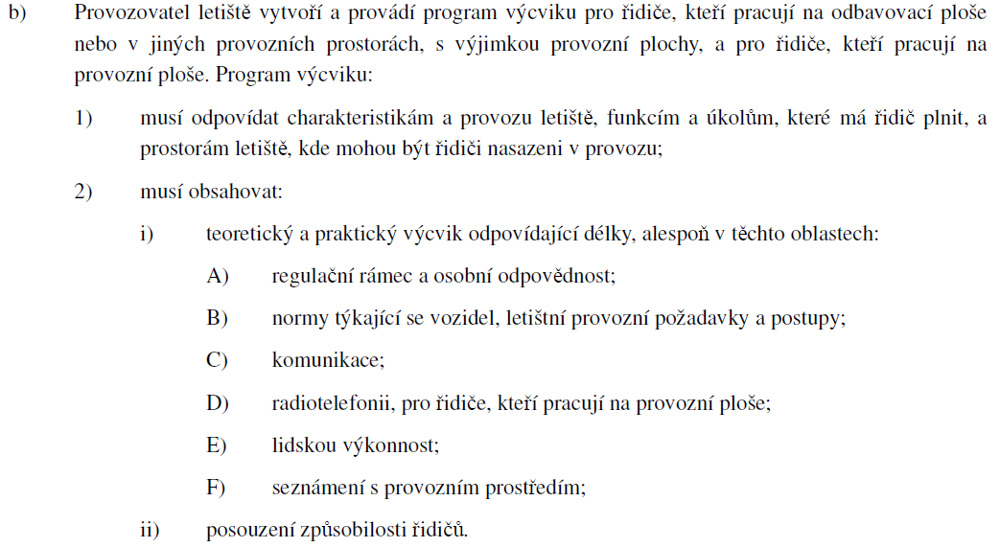 b) Provozovatel letiště vytvoří a provádí program výcviku pro řidiče, kteří pracují na odbavovací ploše
nebo v jiných provozních prostorách, s výjimkou provozní plochy, a pro řidiče, kteří pracují na
provozní ploše. Program výcviku:
1) musí odpovídat charakteristikám a provozu letiště, funkcím a úkolům, které má řidič plnit, a
prostorám letiště, kde mohou být řidiči nasazeni v provozu;
2) musí obsahovat:
i) teoretický a praktický výcvik odpovídající délky, alespoň v těchto oblastech:
A) regulační rámec a osobní odpovědnost;
B) normy týkající se vozidel, letištní provozní požadavky a postupy;
C) komunikace;
D) radiotelefonii, pro řidiče, kteří pracují na provozní ploše;
E) lidskou výkonnost;
F) seznámení s provozním prostředím;
ii) posouzení způsobilosti řidičů.